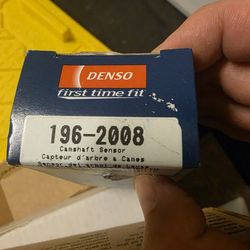 DENSO
first time fit
196-2008
Camshaft Sensor
Capteur d'arbre a Cames